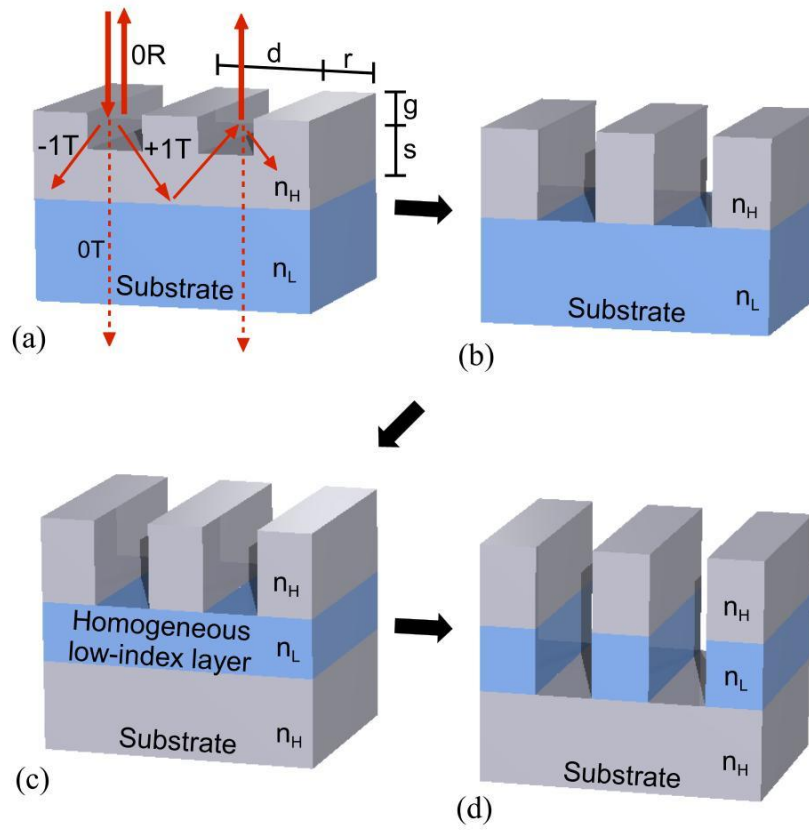 0R
d
r
g
s
-1T
+1T
n_H
0T
n_L
Substrate
(a)
n_H
n_L
Substrate
(b)
n_H
Homogeneous
low-index layer
n_L
Substrate
n_H
(c)
n_H
n_L
Substrate
n_H
(d)